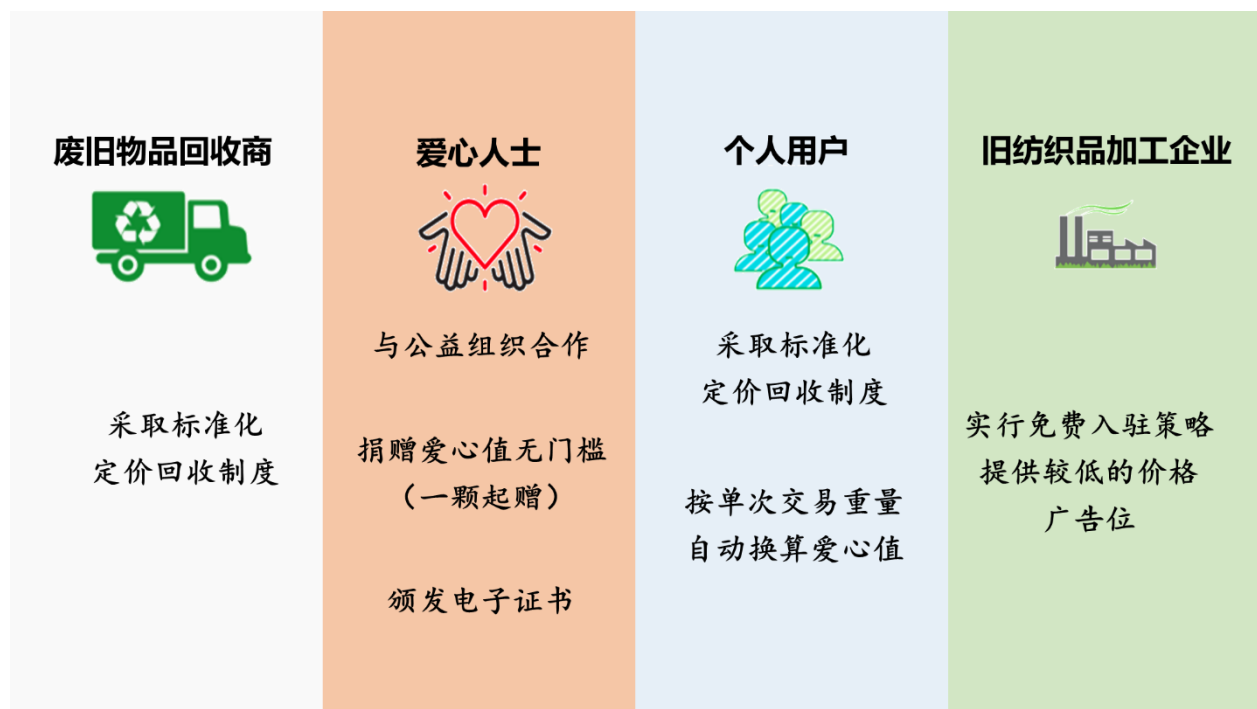 废旧物品回收商
采取标准化
定价回收制度
爱心人士
与公益组织合作
捐赠爱心值无门槛
（一颗起赠）
颁发电子证书
个人用户
采取标准化
定价回收制度
按单次交易重量
自动换算爱心值
旧纺织品加工企业
实行免费入驻策略
提供较低的价格
广告位